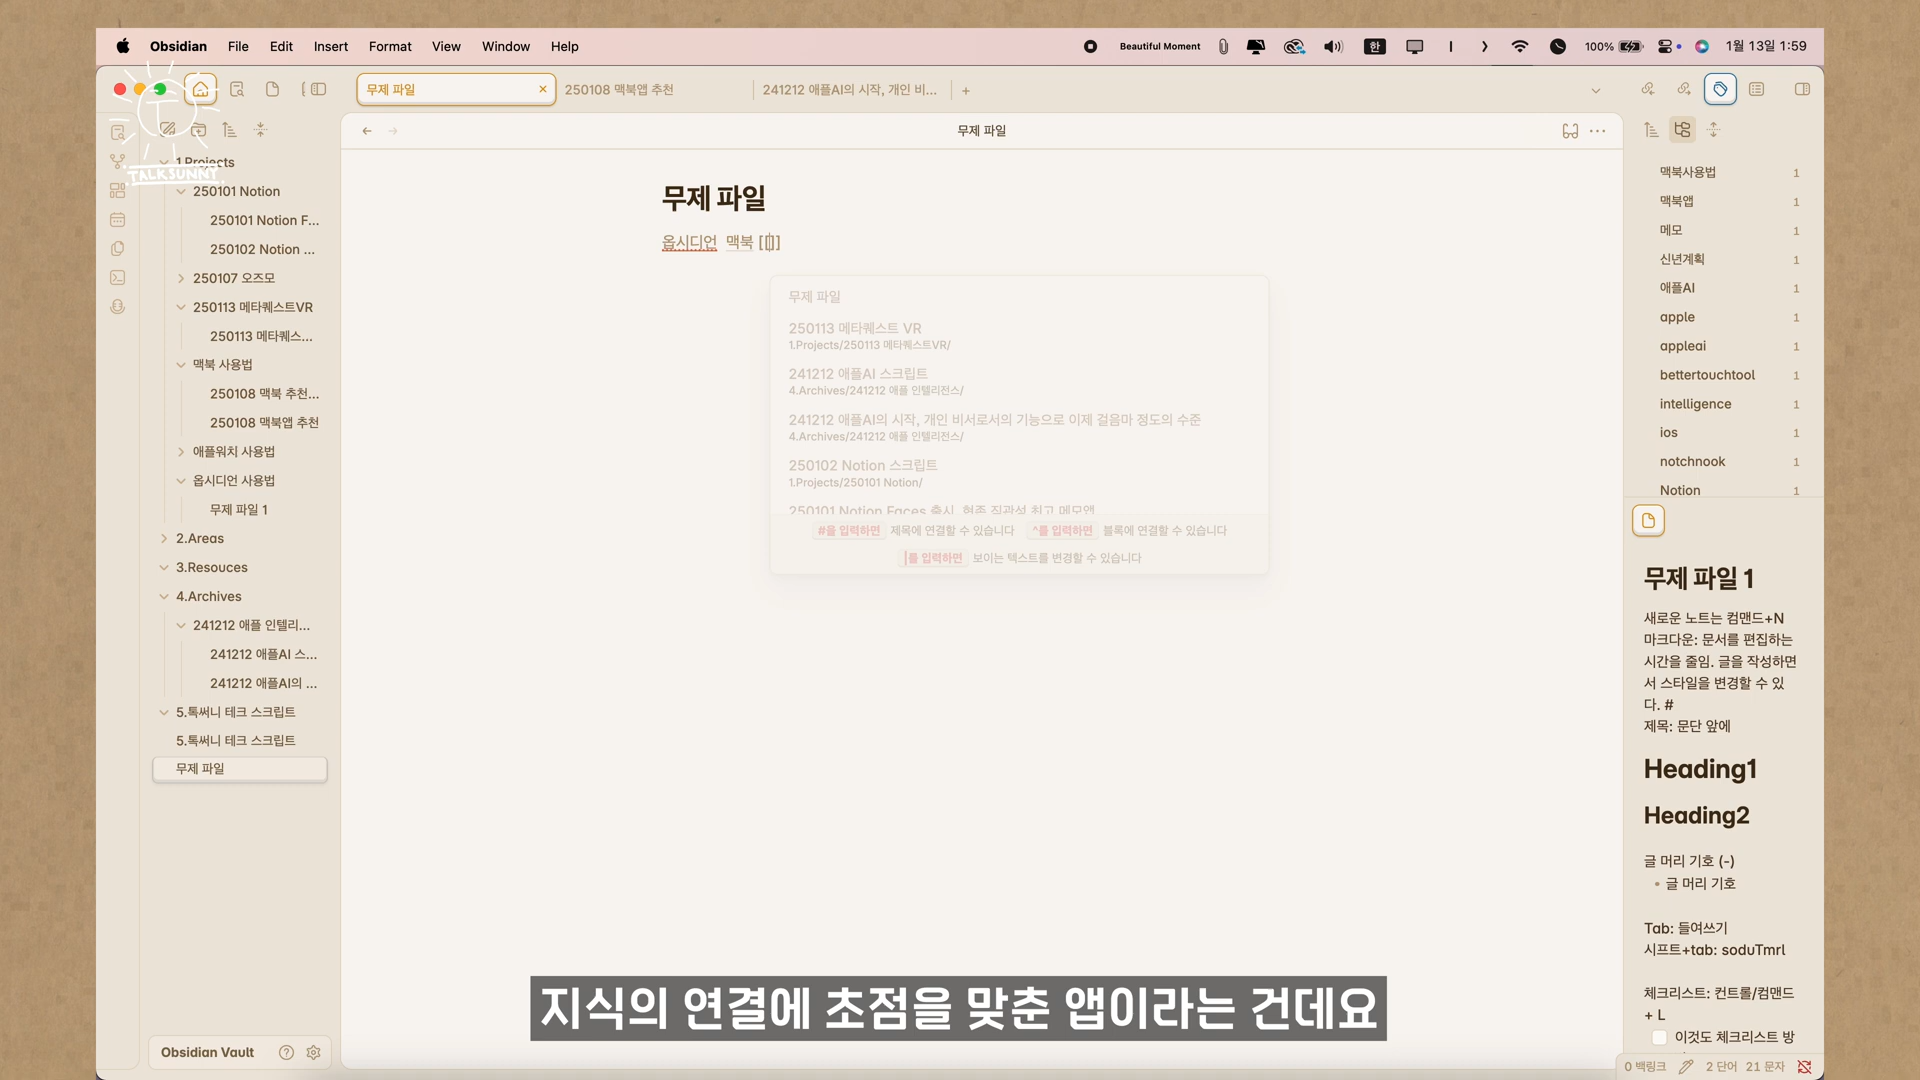 Obsidian File Edit Insert Format View Window Help
Beautiful Moment 한 100% 1월 13일 1:59
무제 파일
250108 맥북앱 추천
241212 애플AI의 시작, 개인 비...
TALKSUNNY
무제 파일
1.Projects
250101 Notion
250101 Notion F...
250102 Notion ...
250107 오즈모
250113 메타퀘스트VR
250113 메타퀘스...
맥북 사용법
250108 맥북 추천...
250108 맥북앱 추천
애플워치 사용법
옵시디언 사용법
무제 파일 1
2.Areas
3.Resouces
4.Archives
241212 애플 인텔리...
241212 애플AI 스...
241212 애플AI의 ...
5.톡써니 테크 스크립트
5.톡써니 테크 스크립트
무제 파일
Obsidian Vault
무제 파일
옵시디언 맥북 [[]]
무제 파일
250113 메타퀘스트 VR
1.Projects/250113 메타퀘스트VR/
241212 애플AI 스크립트
4.Archives/241212 애플 인텔리전스/
241212 애플AI의 시작, 개인 비서로서의 기능으로 이제 걸음마 정도의 수준
4.Archives/241212 애플 인텔리전스/
250102 Notion 스크립트
1.Projects/250101 Notion/
250101 Notion Faces 출시, 현존 직관성 최고 메모앱
#을 입력하면 제목에 연결할 수 있습니다 ^를 입력하면 블록에 연결할 수 있습니다
|를 입력하면 보이는 텍스트를 변경할 수 있습니다
맥북사용법 1
맥북앱 1
메모 1
신년계획 1
애플AI 1
apple 1
appleai 1
bettertouchtool 1
intelligence 1
ios 1
notchnook 1
Notion 1
무제 파일 1
새로운 노트는 컴맨드+N
마크다운: 문서를 편집하는
시간을 줄임. 글을 작성하면
서 스타일을 변경할 수 있
다. #
제목: 문단 앞에
Heading1
Heading2
글 머리 기호 (-)
글 머리 기호
Tab: 들여쓰기
시프트+tab: soduTmrl
체크리스트: 컨트롤/컴맨드
+ L
이것도 체크리스트 방
0 백링크 2 단어 21 문자
지식의 연결에 초점을 맞춘 앱이라는 건데요